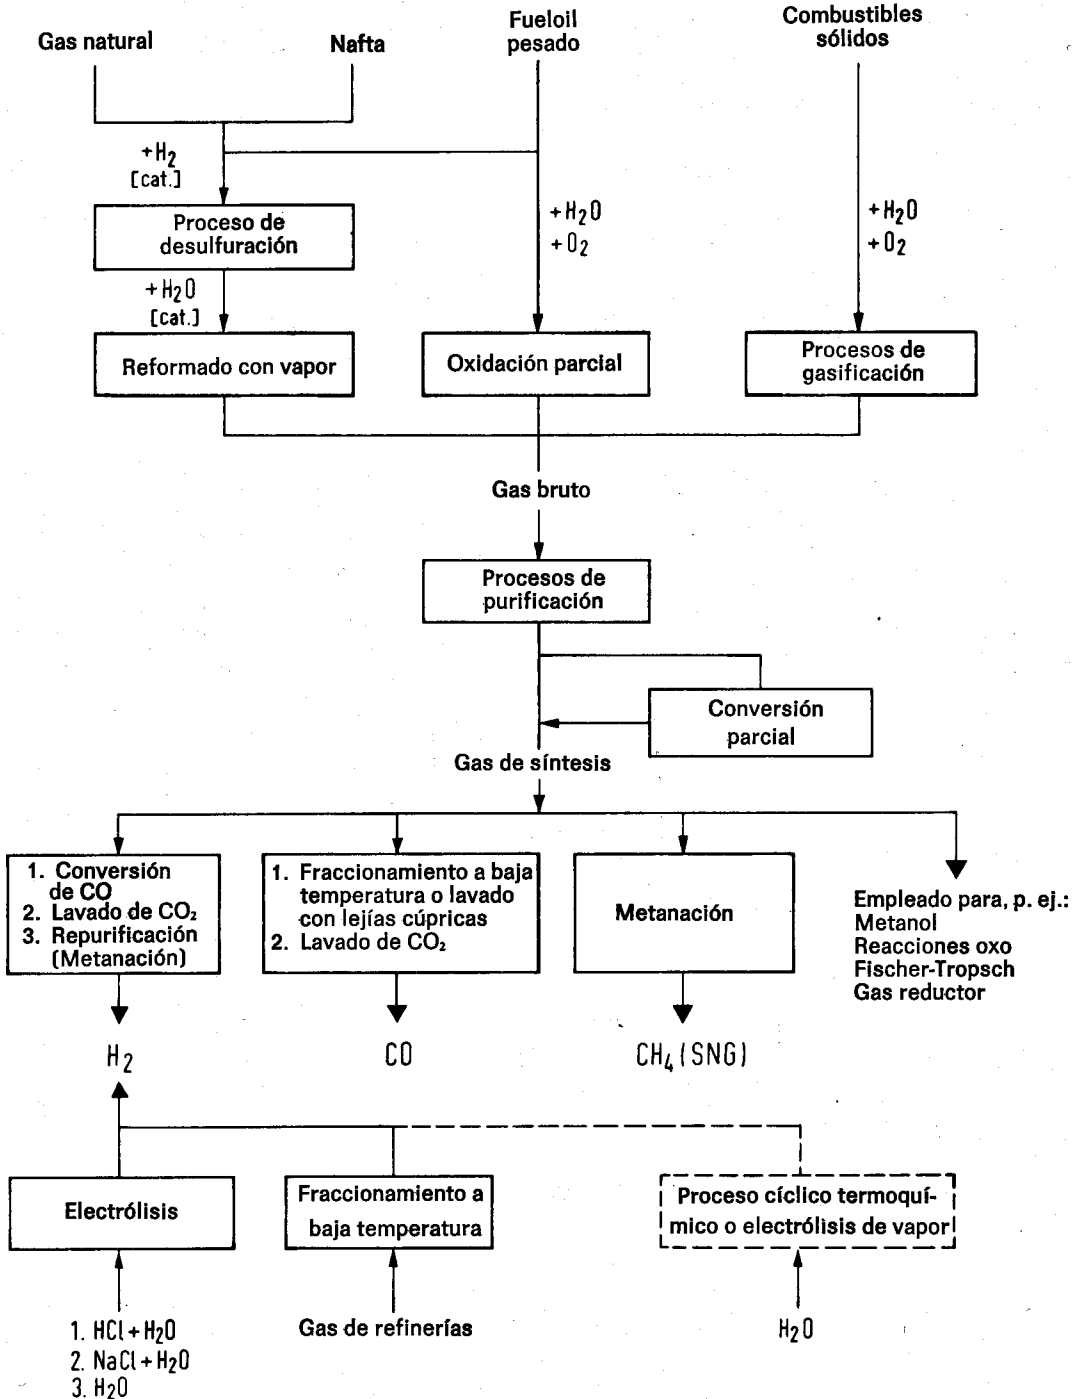 Gas natural
Nafta
Fueloil
pesado
Combustibles
sólidos
+H₂
[cat.]
Proceso de
desulfuración
+H₂O
+O₂
+H₂O
+O₂
+H₂O
[cat.]
Reformado con vapor
Oxidación parcial
Procesos de
gasificación
Gas bruto
Procesos de
purificación
Conversión
parcial
Gas de síntesis
1. Conversión
de CO
2. Lavado de CO₂
3. Repurificación
(Metanación)
1. Fraccionamiento a baja
temperatura o lavado
con lejías cúpricas
2. Lavado de CO₂
Metanación
Empleado para, p. ej.:
Metanol
Reacciones oxo
Fischer-Tropsch
Gas reductor
H₂
CO
CH₄(SNG)
Electrólisis
Fraccionamiento a
baja temperatura
Proceso cíclico termoquí-
mico o electrólisis de vapor
1. HCl+H₂O
2. NaCl+H₂O
3. H₂O
Gas de refinerías
H₂O